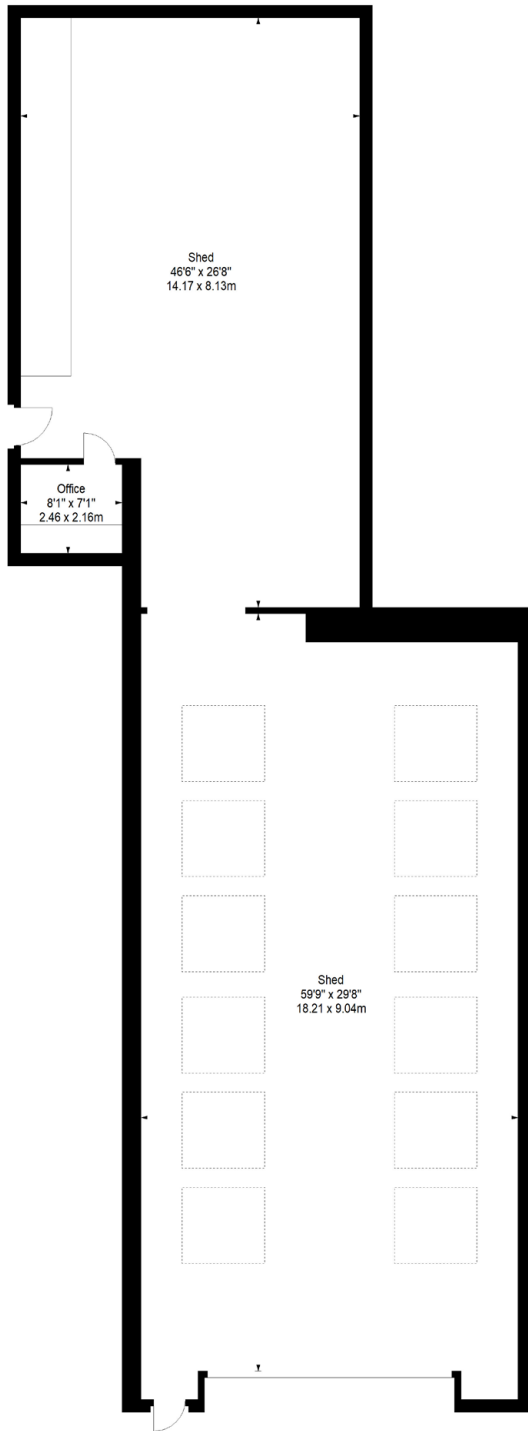 Shed
46'6" x 26'8"
14.17 x 8.13m
Office
8'1" x 7'1"
2.46 x 2.16m
Shed
59'9" x 29'8"
18.21 x 9.04m